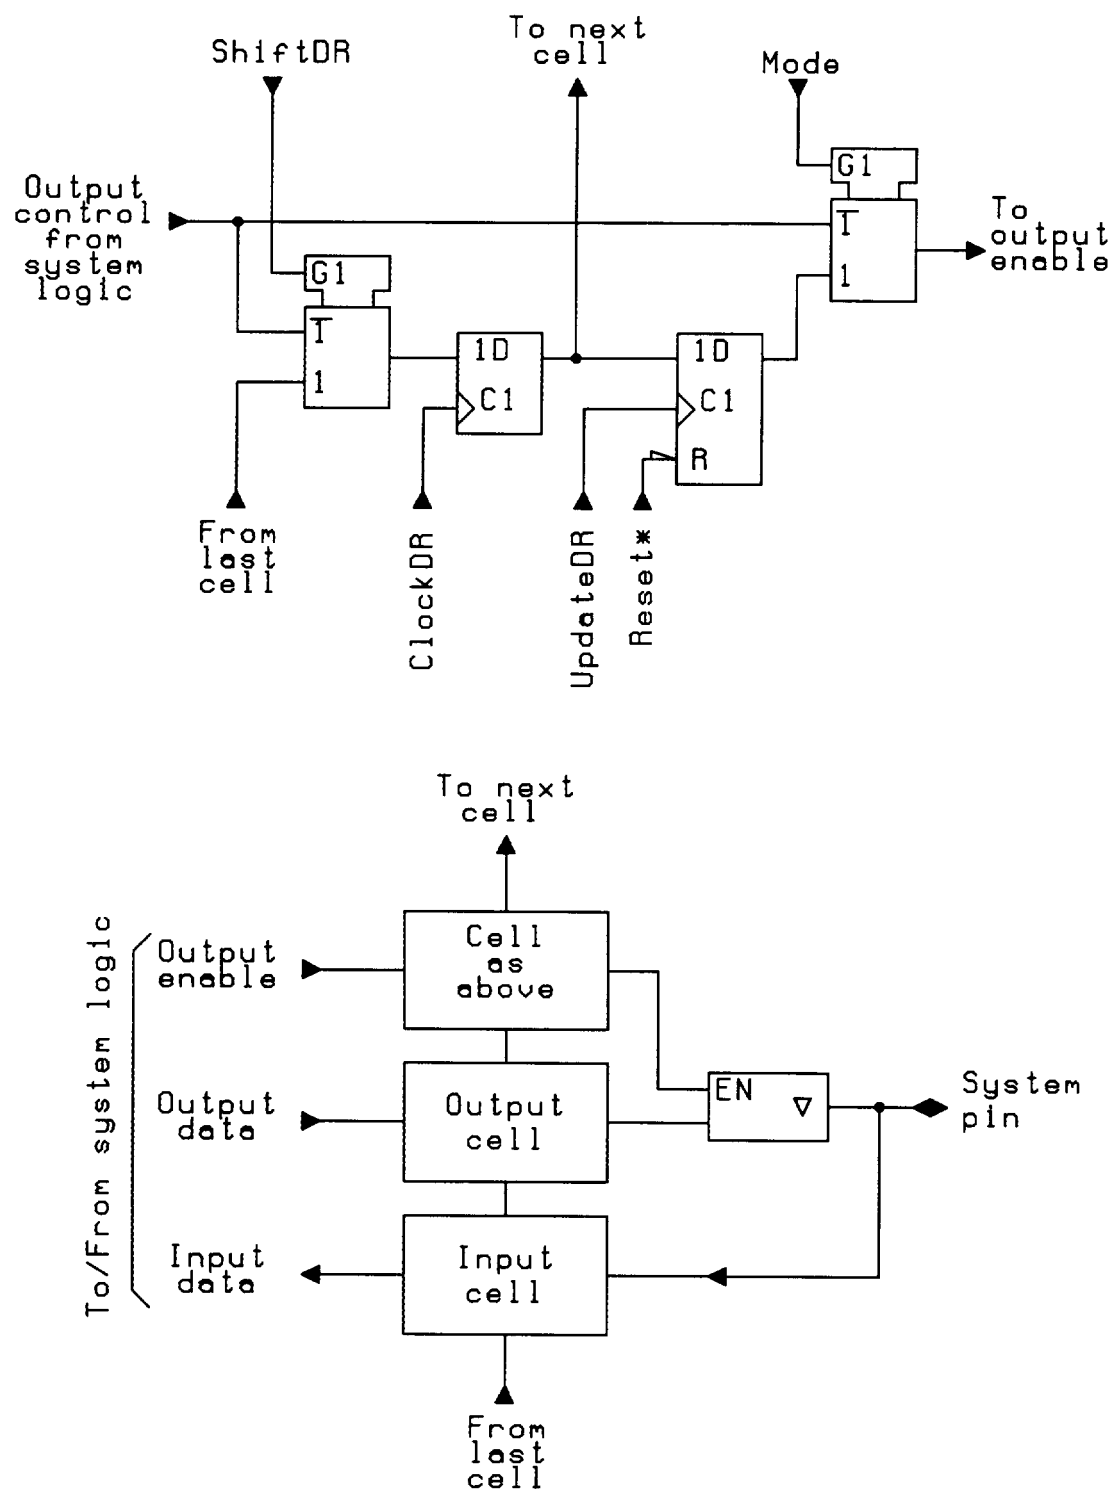 ShiftDR
To next
cell
Mode
G1
Output
control
from
system
logic
1
1
To
output
enable
G1
1
1
1D
C1
1D
C1
R
From
last
cell
ClockDR
UpdateDR
Reset*
To next
cell
To/From system logic
Output
enable
Cell
as
above
Output
data
Output
cell
EN
System
pin
Input
data
Input
cell
From
last
cell